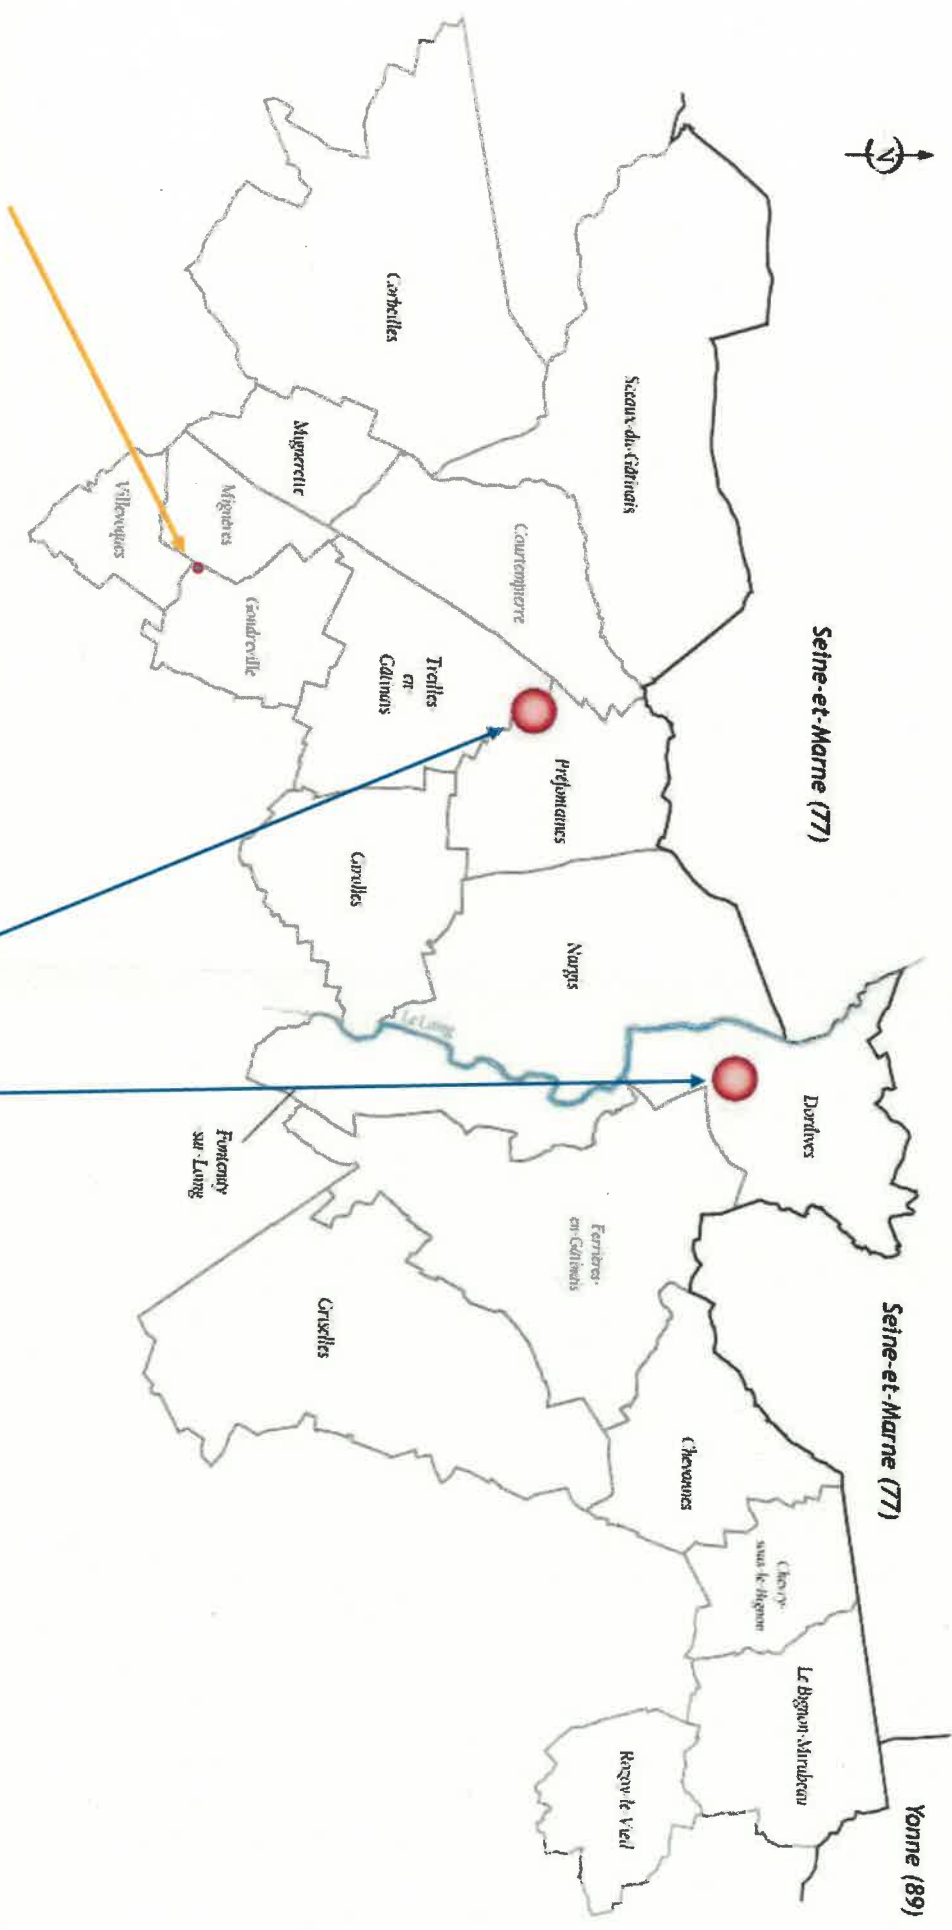 N
Seine-et-Marne (77)
Seine-et-Marne (77)
Yonne (89)
Sceaux-du-Gâtinais
Corbeilles
Courtempierre
Mignerette
Mignères
Villevoques
Gondreville
Treilles
en
Gâtinais
Préfontaines
Girolles
Nargis
Le Loing
Dordives
Fontenay
sur-Loing
Ferrières-
en-Gâtinais
Griselles
Chevannes
Chevry-
sous-le-Bignon
Le Bignon-Mirabeau
Rozoy-le-Vieil